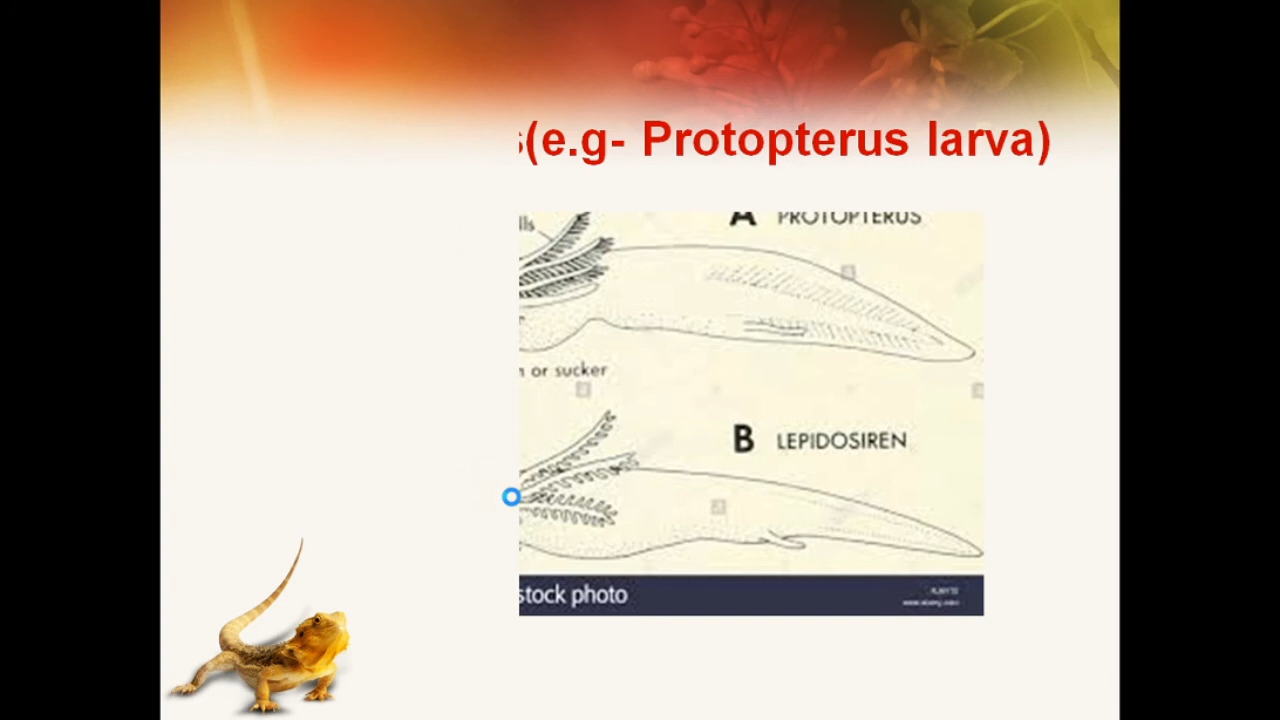 (e.g- Protopterus larva)
lls
A PROTOPTERUS
or sucker
B LEPIDOSIREN
stock photo